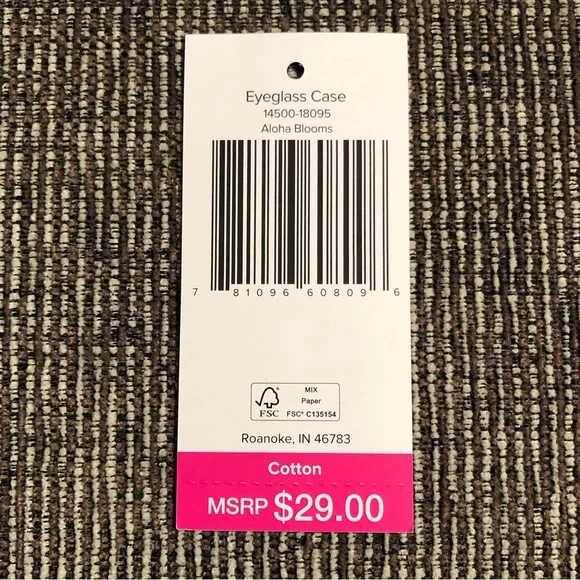 Eyeglass Case
14500-18095
Aloha Blooms
7 81096 60809 6
FSC
MIX
Paper
FSC® C135154
Roanoke, IN 46783
Cotton
MSRP $29.00